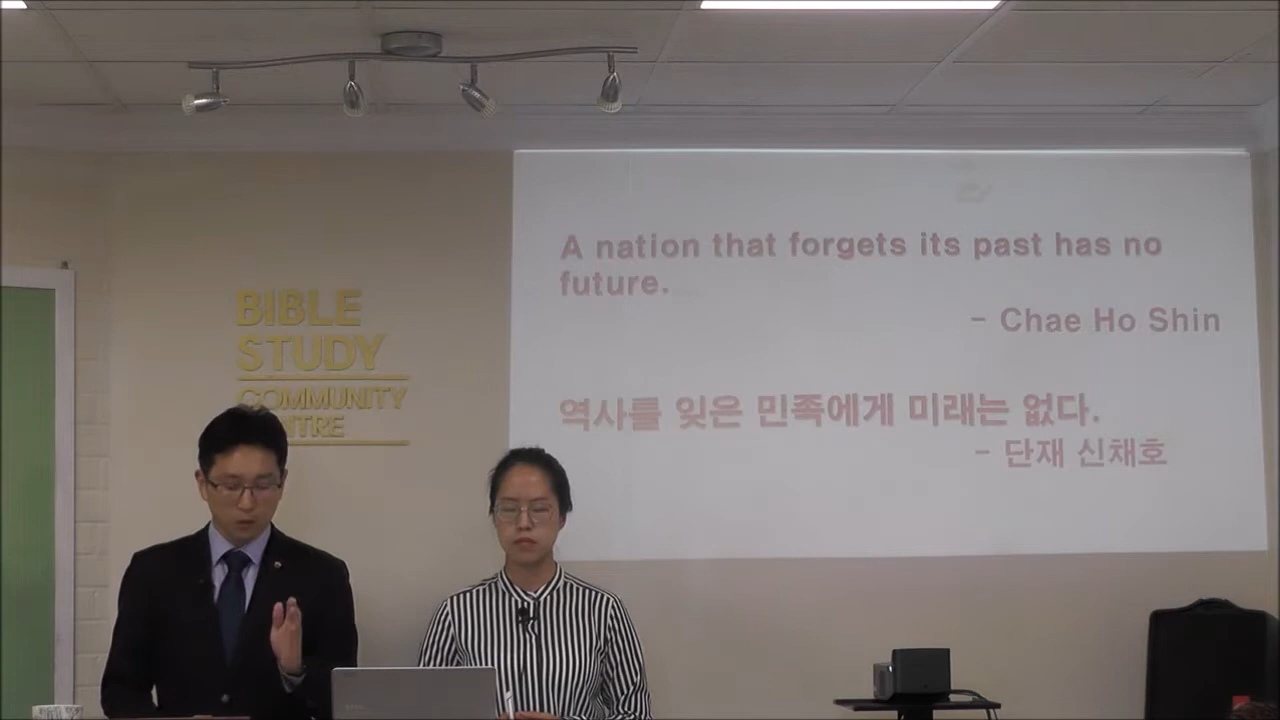 BIBLE
STUDY
COMMUNITY
CENTRE
A nation that forgets its past has no
future.
- Chae Ho Shin
역사를 잊은 민족에게 미래는 없다.
- 단재 신채호